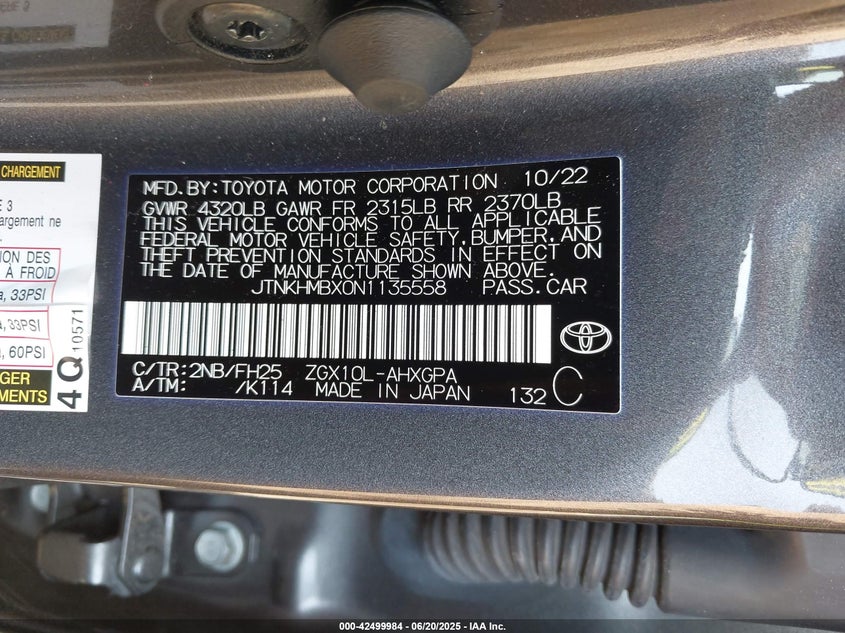 CHARGEMENT
E 3
argement ne
ION DES
À FROID
a, 33PSI
a, 33PSI
a, 60PSI
GER
EMENTS
4Q
10571
MFD. BY: TOYOTA MOTOR CORPORATION 10/22
GVWR 4320LB GAWR FR 2315LB RR 2370LB
THIS VEHICLE CONFORMS TO ALL APPLICABLE
FEDERAL MOTOR VEHICLE SAFETY, BUMPER, AND
THEFT PREVENTION STANDARDS IN EFFECT ON
THE DATE OF MANUFACTURE SHOWN ABOVE.
JTNKHMBX0N1135558 PASS. CAR
C/TR: 2NB/FH25 ZGX10L-AHXGPA
A/TM: /K114 MADE IN JAPAN 132 C
000-42499984 - 06/20/2025 - IAA Inc.